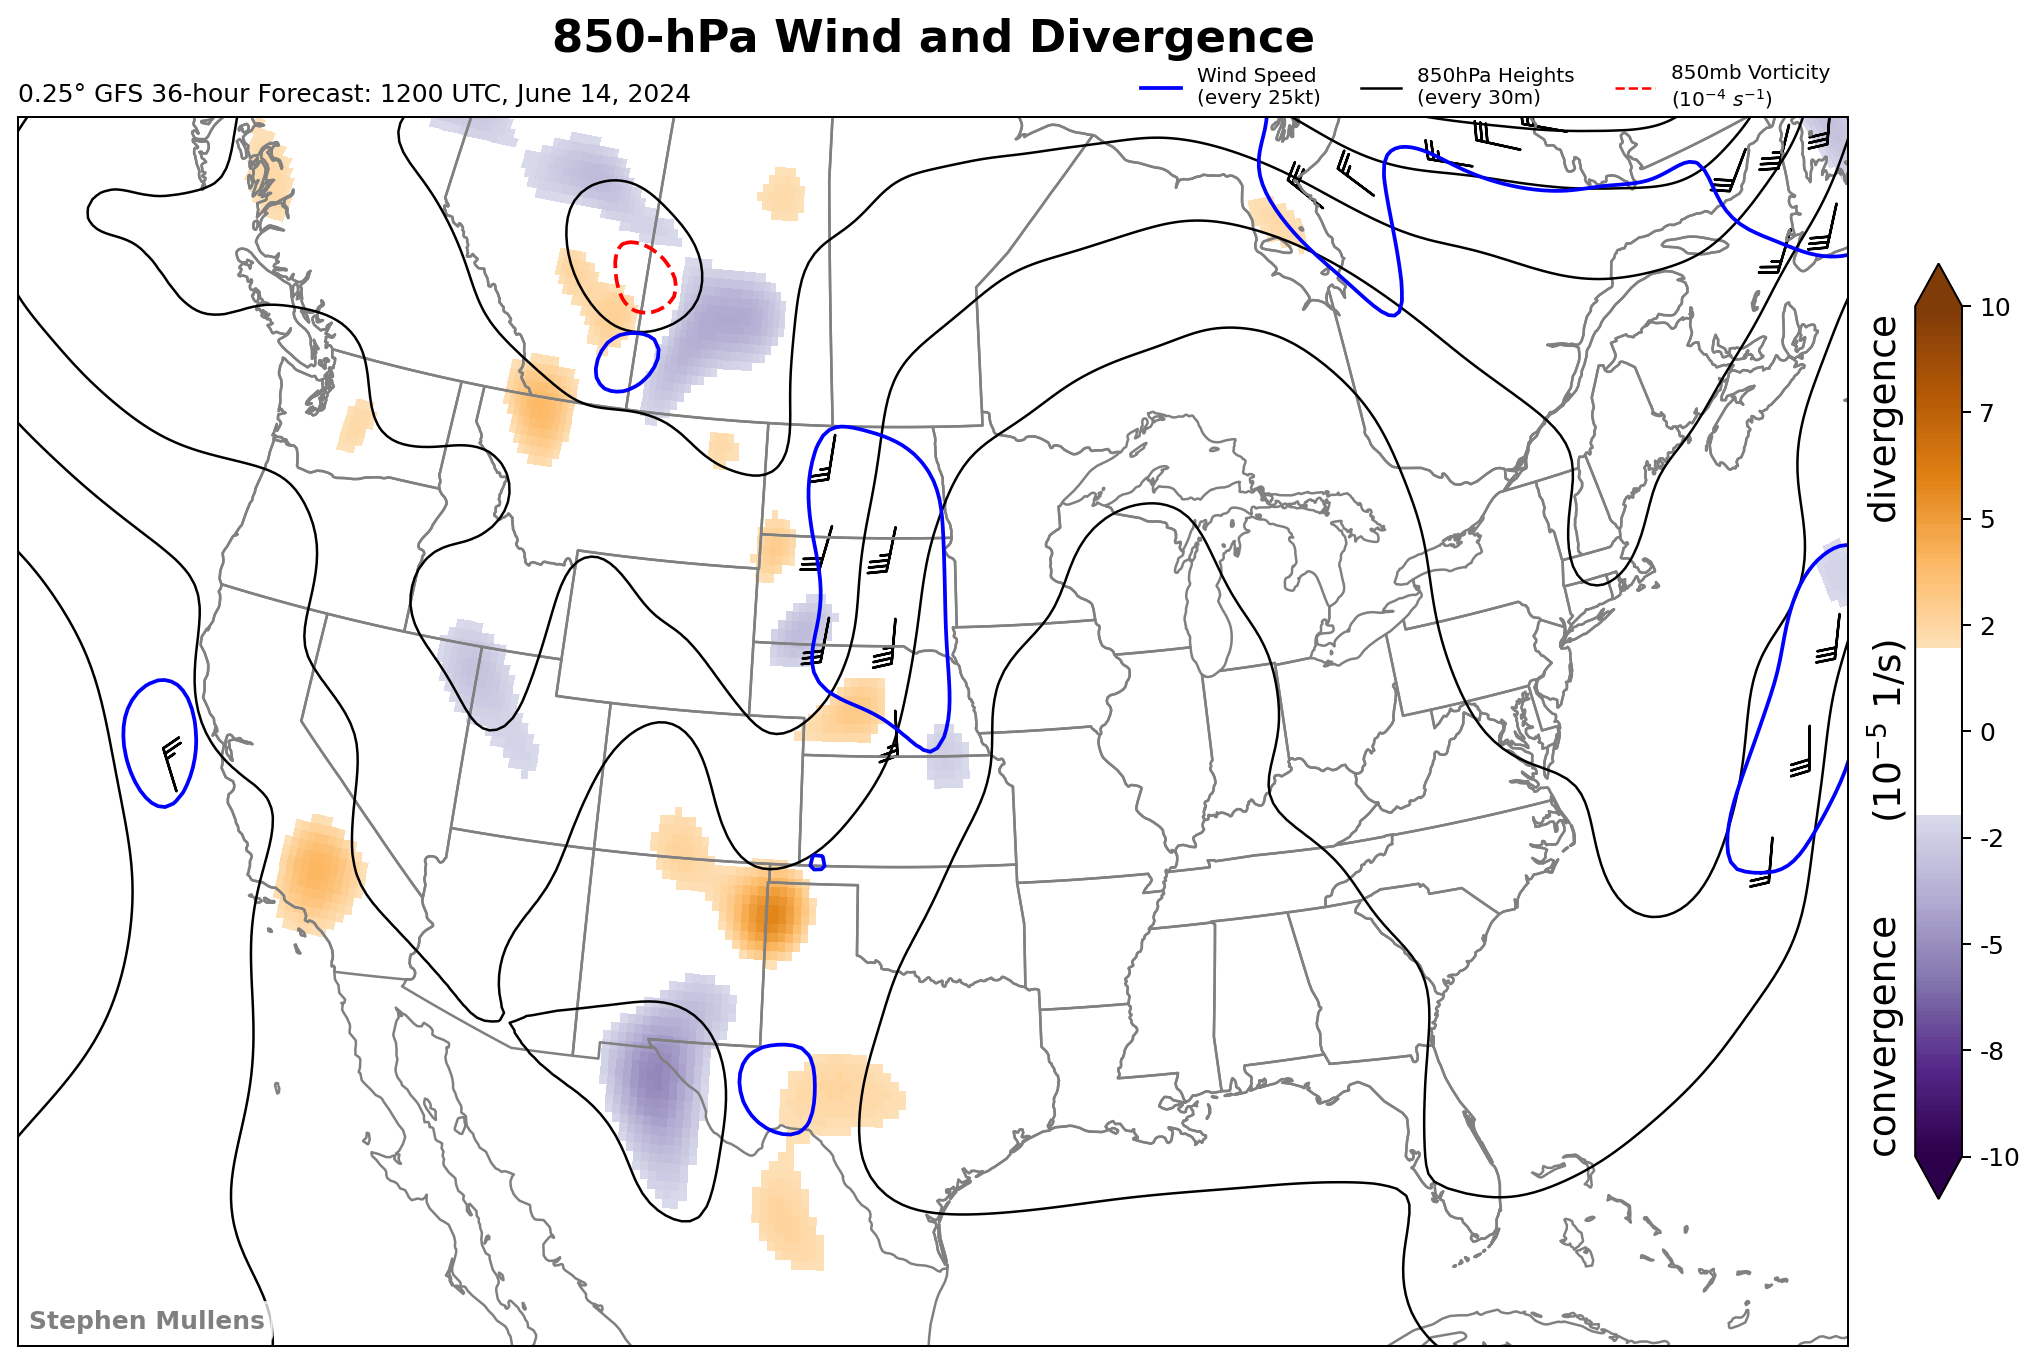 850-hPa Wind and Divergence
0.25° GFS 36-hour Forecast: 1200 UTC, June 14, 2024
Wind Speed
(every 25kt)
850hPa Heights
(every 30m)
850mb Vorticity
(10⁻⁴ s⁻¹)
10
7
5
2
0
-2
-5
-8
-10
convergence (10⁻⁵ 1/s) divergence
Stephen Mullens